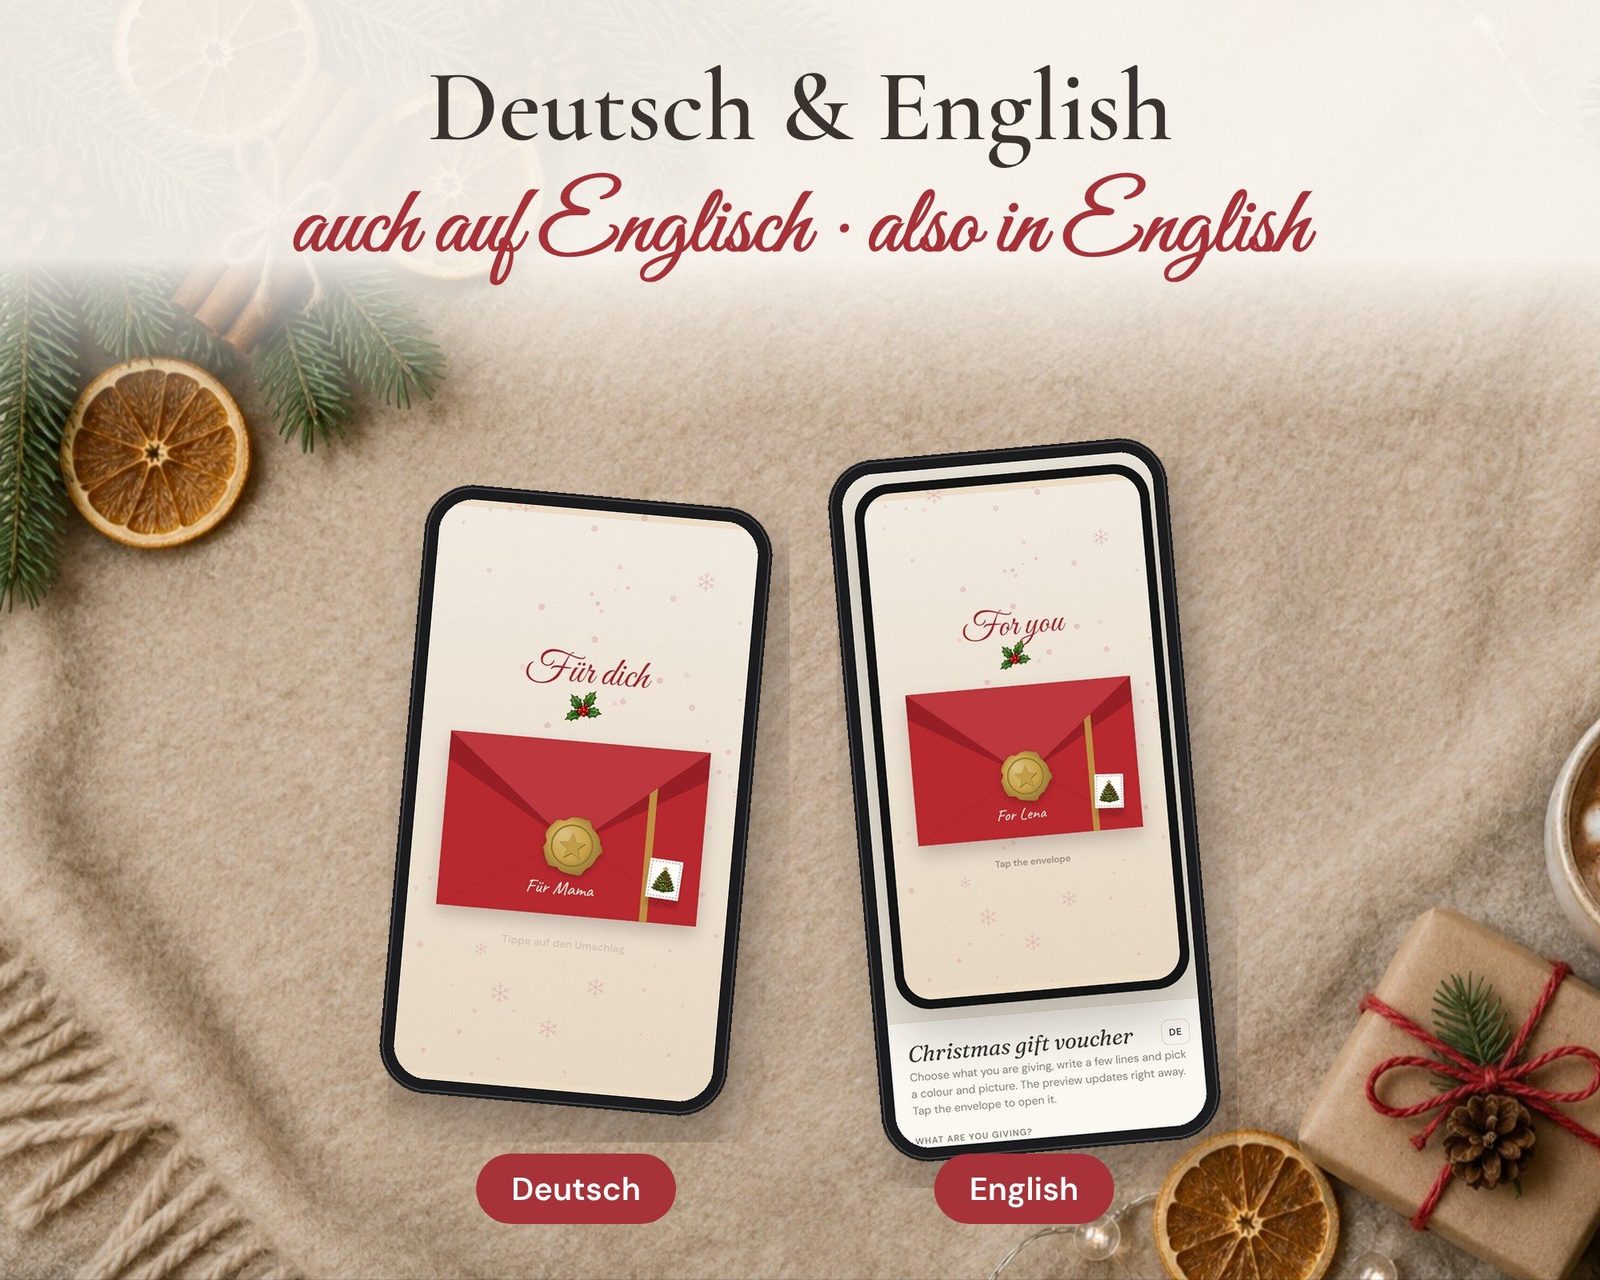 Deutsch & English
auch auf Englisch · also in English
Für dich
Für Mama
Tippe auf den Umschlag
For you
For Lena
Tap the envelope
Christmas gift voucher
DE
Choose what you are giving, write a few lines and pick
a colour and picture. The preview updates right away.
Tap the envelope to open it.
WHAT ARE YOU GIVING?
Deutsch
English